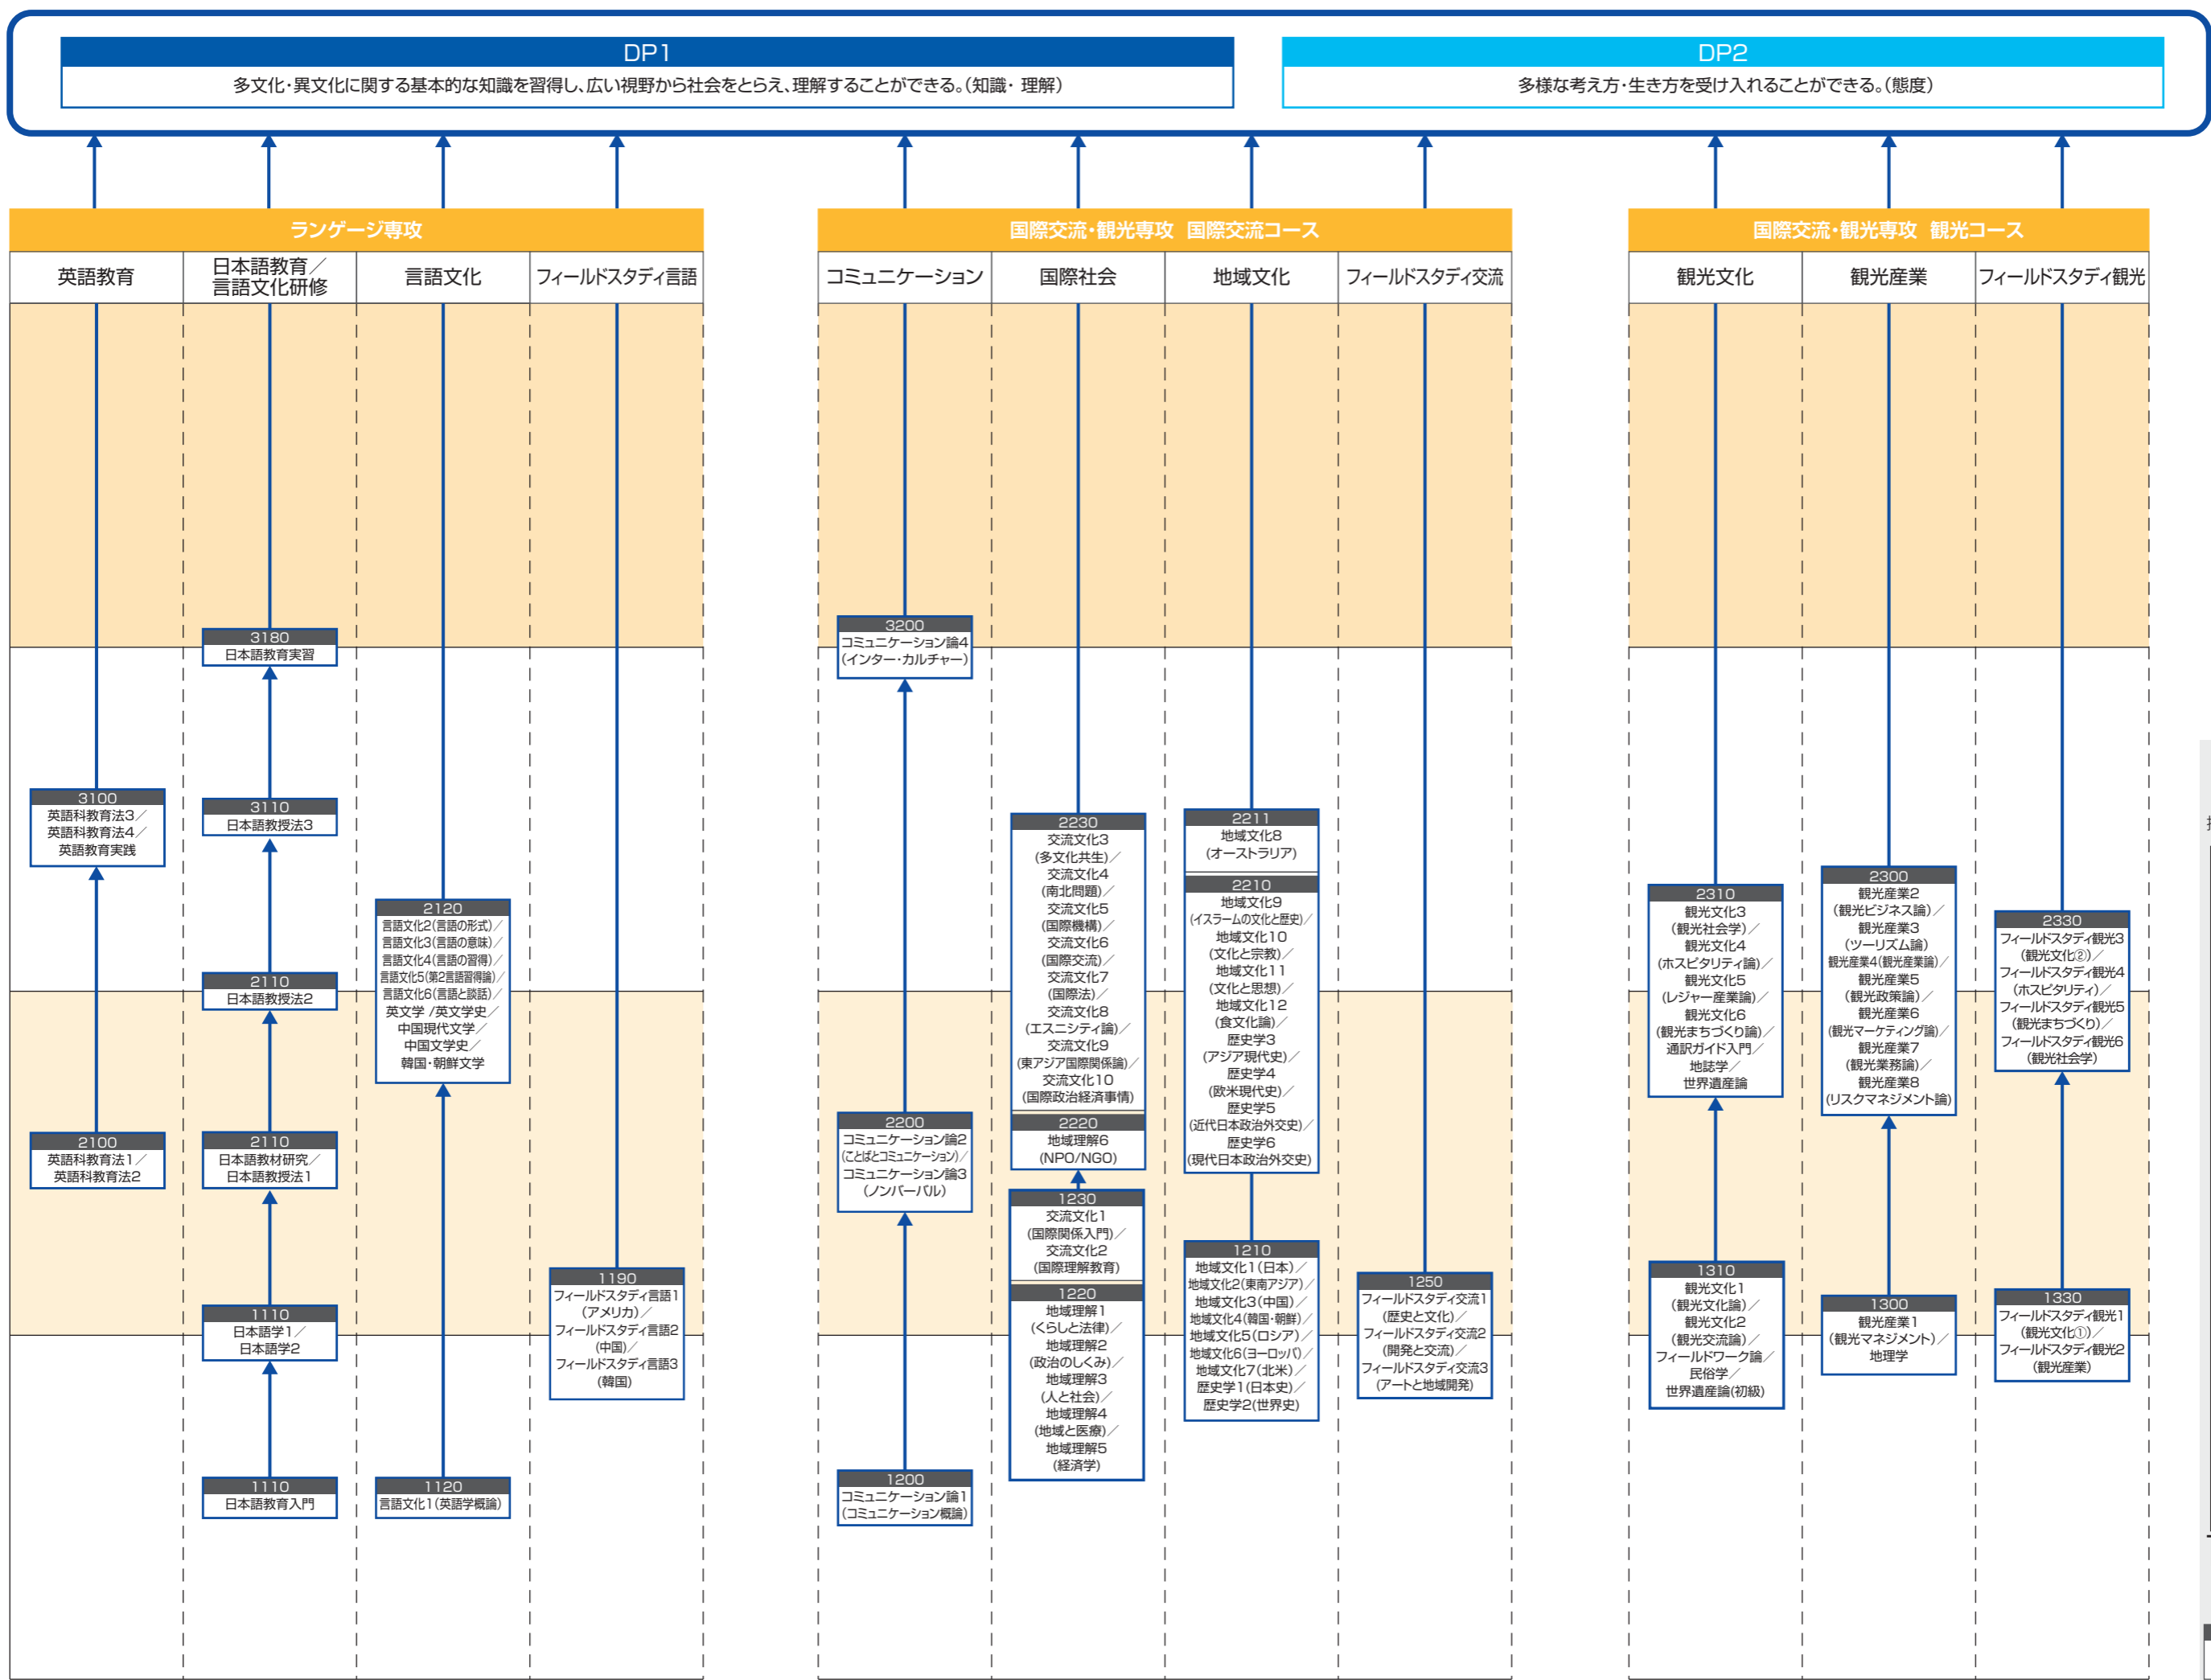 DP1
多文化・異文化に関する基本的な知識を習得し、広い視野から社会をとらえ、理解することができる。(知識・ 理解)
DP2
多様な考え方・生き方を受け入れることができる。(態度)
ランゲージ専攻
英語教育
日本語教育／
言語文化研修
言語文化
フィールドスタディ言語
3100
英語科教育法3／
英語科教育法4／
英語教育実践
2100
英語科教育法1／
英語科教育法2
3180
日本語教育実習
3110
日本語教授法3
2110
日本語教授法2
2110
日本語教材研究／
日本語教授法1
1110
日本語学1／
日本語学2
1110
日本語教育入門
2120
言語文化2(言語の形式)／
言語文化3(言語の意味)／
言語文化4(言語の習得)／
言語文化5(第2言語習得論)／
言語文化6(言語と談話)／
英文学 /英文学史／
中国現代文学／
中国文学史／
韓国・朝鮮文学
1120
言語文化1(英語学概論)
1190
フィールドスタディ言語1
(アメリカ)／
フィールドスタディ言語2
(中国)／
フィールドスタディ言語3
(韓国)
国際交流・観光専攻 国際交流コース
コミュニケーション
国際社会
地域文化
フィールドスタディ交流
3200
コミュニケーション論4
(インター・カルチャー)
2200
コミュニケーション論2
(ことばとコミュニケーション)／
コミュニケーション論3
(ノンバーバル)
1200
コミュニケーション論1
(コミュニケーション概論)
2230
交流文化3
(多文化共生)／
交流文化4
(南北問題)／
交流文化5
(国際機構)／
交流文化6
(国際交流)／
交流文化7
(国際法)／
交流文化8
(エスニシティ論)／
交流文化9
(東アジア国際関係論)／
交流文化10
(国際政治経済事情)
2220
地域理解6
(NPO/NGO)
1230
交流文化1
(国際関係入門)／
交流文化2
(国際理解教育)
1220
地域理解1
(くらしと法律)／
地域理解2
(政治のしくみ)／
地域理解3
(人と社会)／
地域理解4
(地域と医療)／
地域理解5
(経済学)
2211
地域文化8
(オーストラリア)
2210
地域文化9
(イスラームの文化と歴史)／
地域文化10
(文化と宗教)／
地域文化11
(文化と思想)／
地域文化12
(食文化論)／
歴史学3
(アジア現代史)／
歴史学4
(欧米現代史)／
歴史学5
(近代日本政治外交史)／
歴史学6
(現代日本政治外交史)
1210
地域文化1(日本)／
地域文化2(東南アジア)／
地域文化3(中国)／
地域文化4(韓国・朝鮮)／
地域文化5(ロシア)／
地域文化6(ヨーロッパ)／
地域文化7(北米)／
歴史学1(日本史)／
歴史学2(世界史)
1250
フィールドスタディ交流1
(歴史と文化)／
フィールドスタディ交流2
(開発と交流)／
フィールドスタディ交流3
(アートと地域開発)
国際交流・観光専攻 観光コース
観光文化
観光産業
フィールドスタディ観光
2310
観光文化3
(観光社会学)／
観光文化4
(ホスピタリティ論)／
観光文化5
(レジャー産業論)／
観光文化6
(観光まちづくり論)／
通訳ガイド入門／
地誌学／
世界遺産論
1310
観光文化1
(観光文化論)／
観光文化2
(観光交流論)／
フィールドワーク論／
民俗学／
世界遺産論(初級)
2300
観光産業2
(観光ビジネス論)／
観光産業3
(ツーリズム論)
観光産業4(観光産業論)／
観光産業5
(観光政策論)／
観光産業6
(観光マーケティング論)／
観光産業7
(観光業務論)／
観光産業8
(リスクマネジメント論)
1300
観光産業1
(観光マネジメント)／
地理学
2330
フィールドスタディ観光3
(観光文化②)／
フィールドスタディ観光4
(ホスピタリティ)／
フィールドスタディ観光5
(観光まちづくり)／
フィールドスタディ観光6
(観光社会学)
1330
フィールドスタディ観光1
(観光文化①)／
フィールドスタディ観光2
(観光産業)